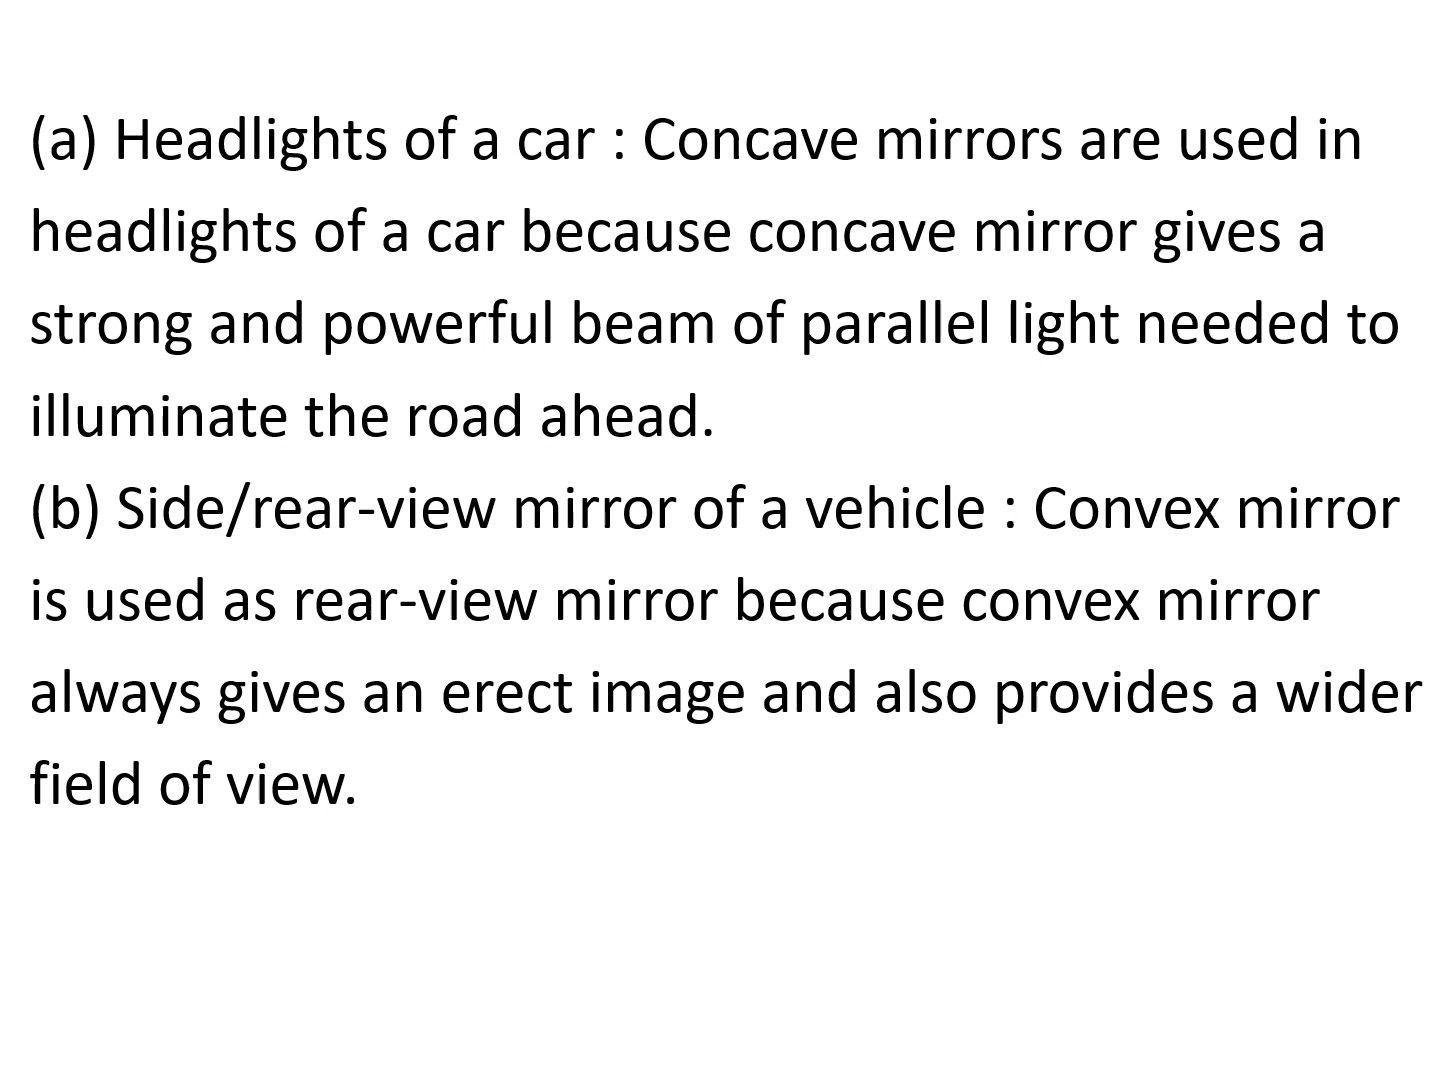 (a) Headlights of a car : Concave mirrors are used in
headlights of a car because concave mirror gives a
strong and powerful beam of parallel light needed to
illuminate the road ahead.
(b) Side/rear-view mirror of a vehicle : Convex mirror
is used as rear-view mirror because convex mirror
always gives an erect image and also provides a wider
field of view.